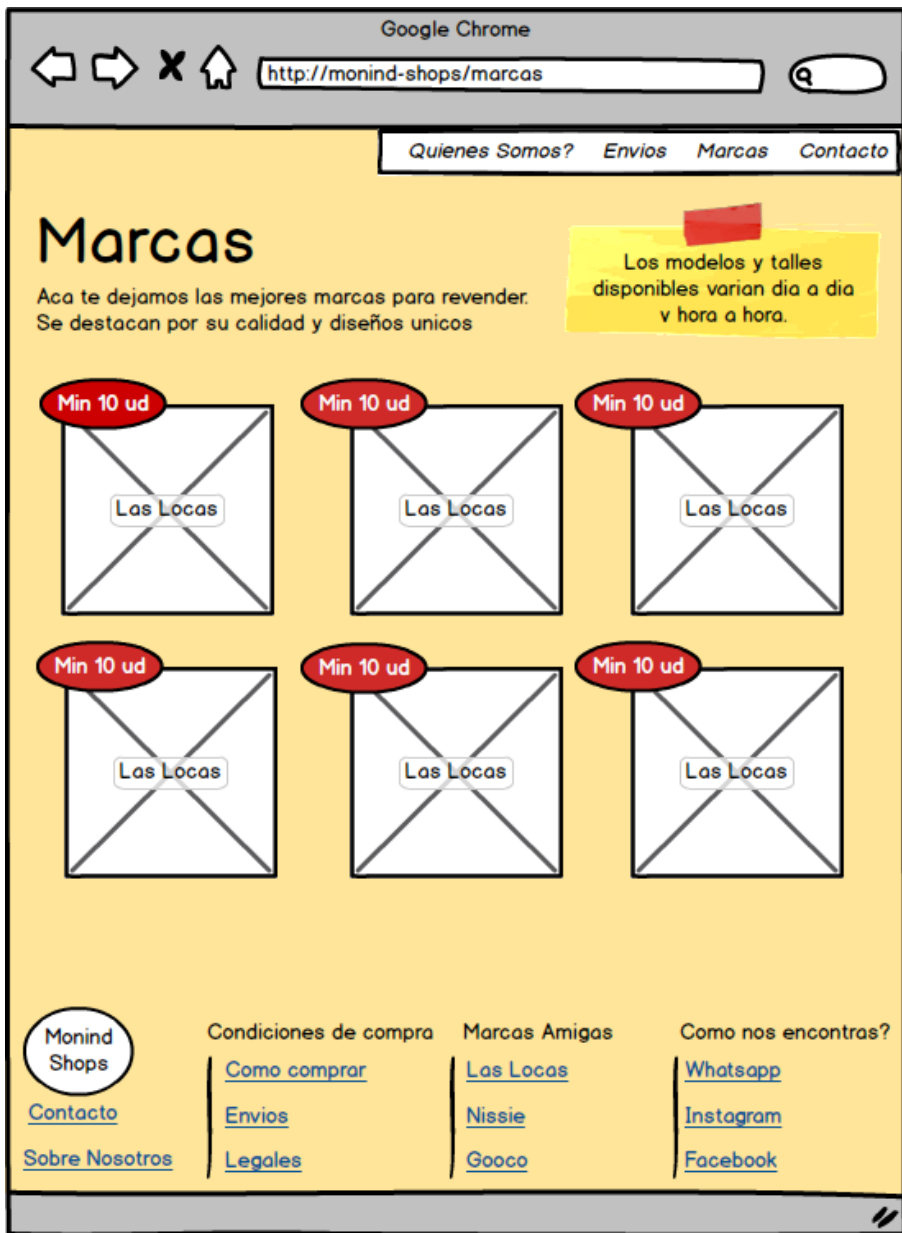 Google Chrome
http://monind-shops/marcas
Quienes Somos? Envios Marcas Contacto
Marcas
Aca te dejamos las mejores marcas para revender.
Se destacan por su calidad y diseños unicos
Los modelos y talles
disponibles varian dia a dia
y hora a hora.
Min 10 ud Min 10 ud Min 10 ud
Las Locas Las Locas Las Locas
Min 10 ud Min 10 ud Min 10 ud
Las Locas Las Locas Las Locas
Monind
Shops
Contacto
Sobre Nosotros
Condiciones de compra
Como comprar
Envios
Legales
Marcas Amigas
Las Locas
Nissie
Gooco
Como nos encontras?
Whatsapp
Instagram
Facebook